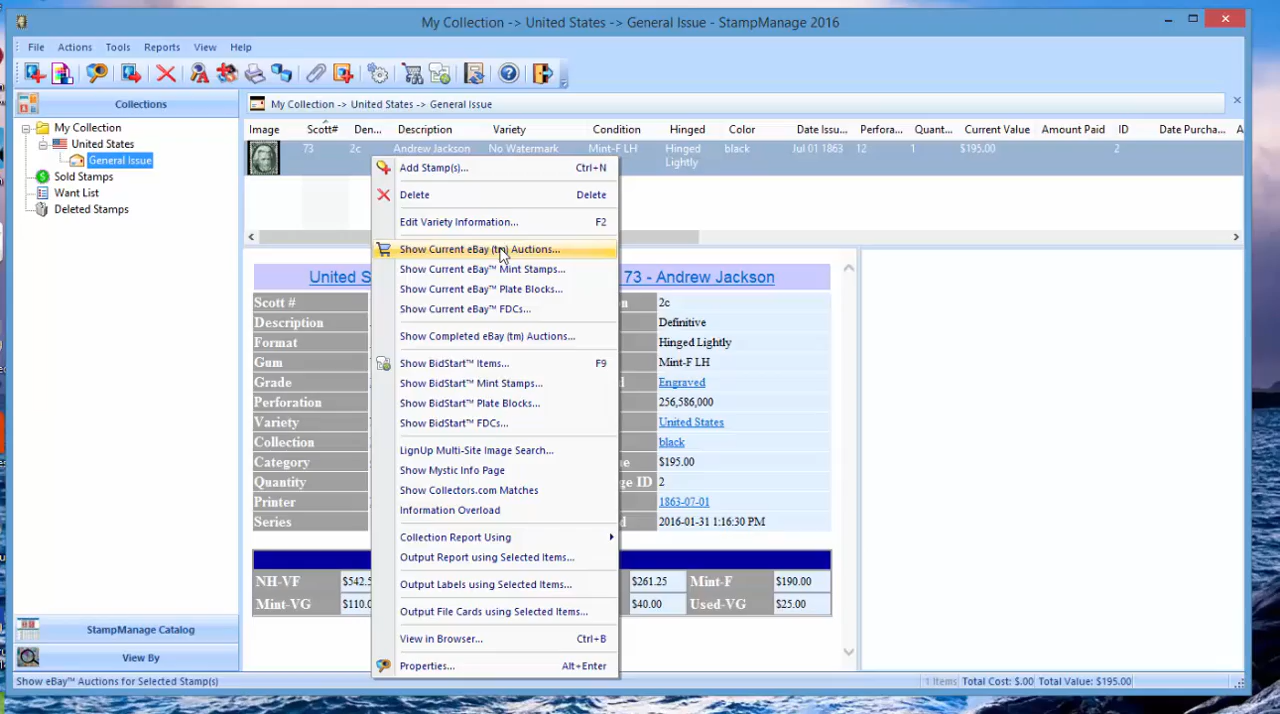 My Collection -> United States -> General Issue - StampManage 2016
File Actions Tools Reports View Help
Collections
My Collection -> United States -> General Issue
My Collection
United States
General Issue
Sold Stamps
Want List
Deleted Stamps
Image Scott# Den... Description Variety Condition Hinged Color Date Issu... Perfora... Quant... Current Value Amount Paid ID Date Purcha...
73 2c Andrew Jackson No Watermark Mint-F LH Hinged Lightly black Jul 01 1863 12 1 $195.00 2
Add Stamp(s)... Ctrl+N
Delete Delete
Edit Variety Information... F2
Show Current eBay (tm) Auctions...
Show Current eBay™ Mint Stamps...
Show Current eBay™ Plate Blocks...
Show Current eBay™ FDCs...
Show Completed eBay (tm) Auctions...
Show BidStart™ Items... F9
Show BidStart™ Mint Stamps...
Show BidStart™ Plate Blocks...
Show BidStart™ FDCs...
LignUp Multi-Site Image Search...
Show Mystic Info Page
Show Collectors.com Matches
Information Overload
Collection Report Using
Output Report using Selected Items...
Output Labels using Selected Items...
Output File Cards using Selected Items...
View in Browser... Ctrl+B
Properties... Alt+Enter
United S 73 - Andrew Jackson
Scott # 2c
Description Definitive
Format Hinged Lightly
Gum Mint-F LH
Grade Engraved
Perforation 256,586,000
Variety United States
Collection black
Category $195.00
Quantity ge ID 2
Printer 1863-07-01
Series 2016-01-31 1:16:30 PM
NH-VF $542.5 $261.25 Mint-F $190.00
Mint-VG $110.0 $40.00 Used-VG $25.00
StampManage Catalog
View By
Show eBay™ Auctions for Selected Stamp(s)
1 Items Total Cost: $.00 Total Value: $195.00